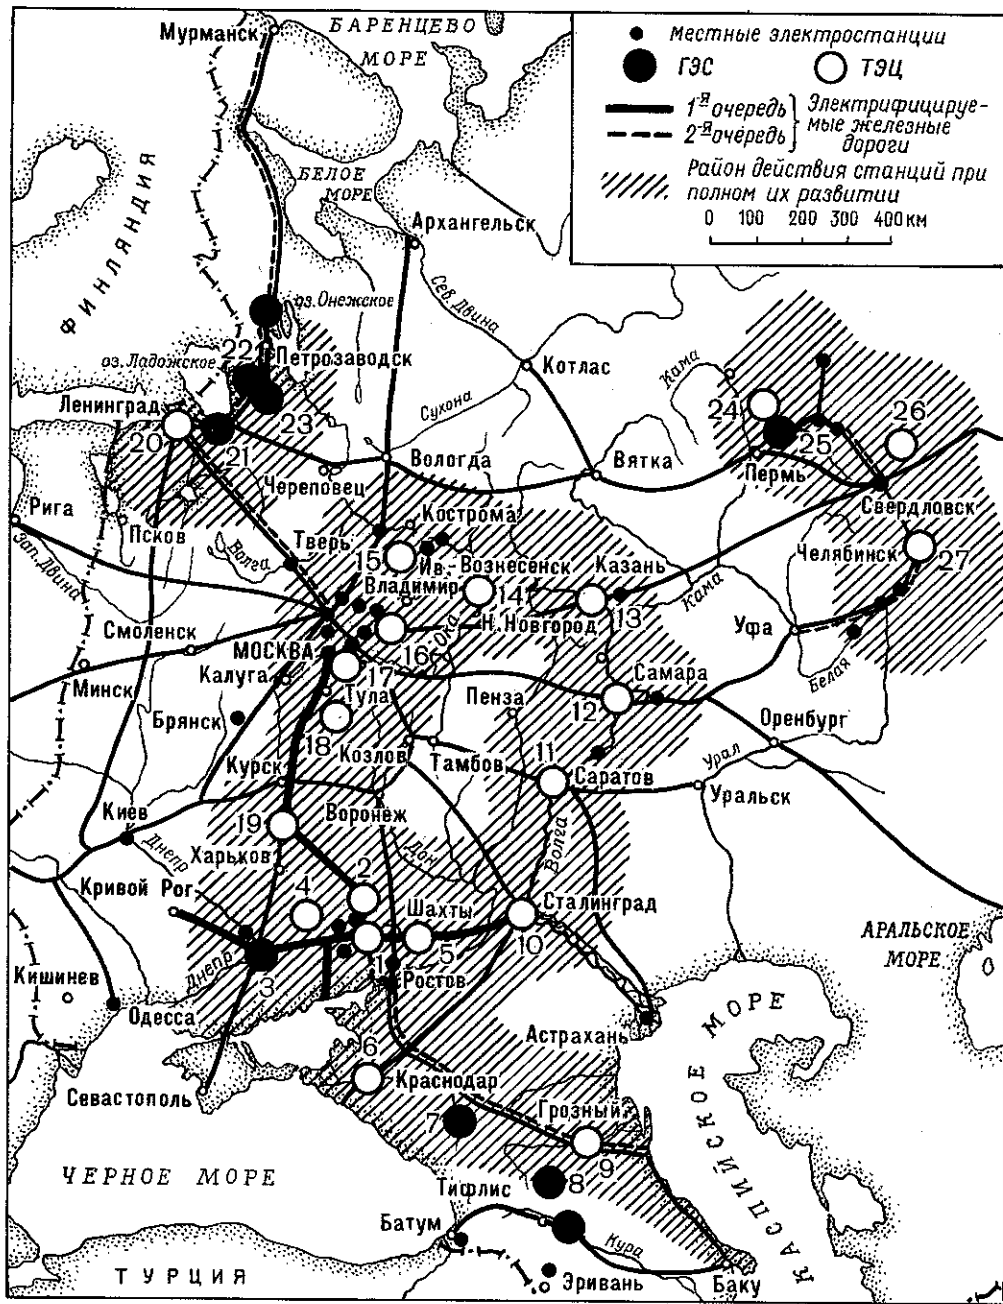 Мурманск
БАРЕНЦЕВО
МОРЕ
местные электростанции
ГЭС
ТЭЦ
1-я очередь
2-я очередь
Электрифицируе-
мые железные
дороги
Район действия станций при
полном их развитии
0 100 200 300 400 км
ФИНЛЯНДИЯ
БЕЛОЕ
МОРЕ
Архангельск
Сев. Двина
оз. Онежское
оз. Ладожское
22
Петрозаводск
Котлас
Кама
Ленинград
20
21
23
Сухона
24
25
26
Череповец
Вологда
Вятка
Пермь
Свердловск
Рига
Псков
Зап. Двина
Волга
Тверь
Кострома
15
Ив.-Вознесенск
Казань
Челябинск
27
Владимир
14
Н. Новгород
13
Кама
Уфа
Смоленск
Ока
16
МОСКВА
Минск
Калуга
17
Тула
Самара
12
Белая
Брянск
18
Пенза
Козлов
Тамбов
Оренбург
Урал
Курск
11
Саратов
Уральск
Киев
19
Воронеж
Днепр
Дон
Волга
Харьков
Кривой Рог
4
2
Шахты
Сталинград
АРАЛЬСКОЕ
МОРЕ
Кишинев
Днепр
3
1
5
10
Ростов
Одесса
Астрахань
6
Краснодар
Севастополь
7
Грозный
9
КАСПИЙСКОЕ МОРЕ
ЧЕРНОЕ МОРЕ
8
Тифлис
Батум
Кура
Эривань
Баку
ТУРЦИЯ